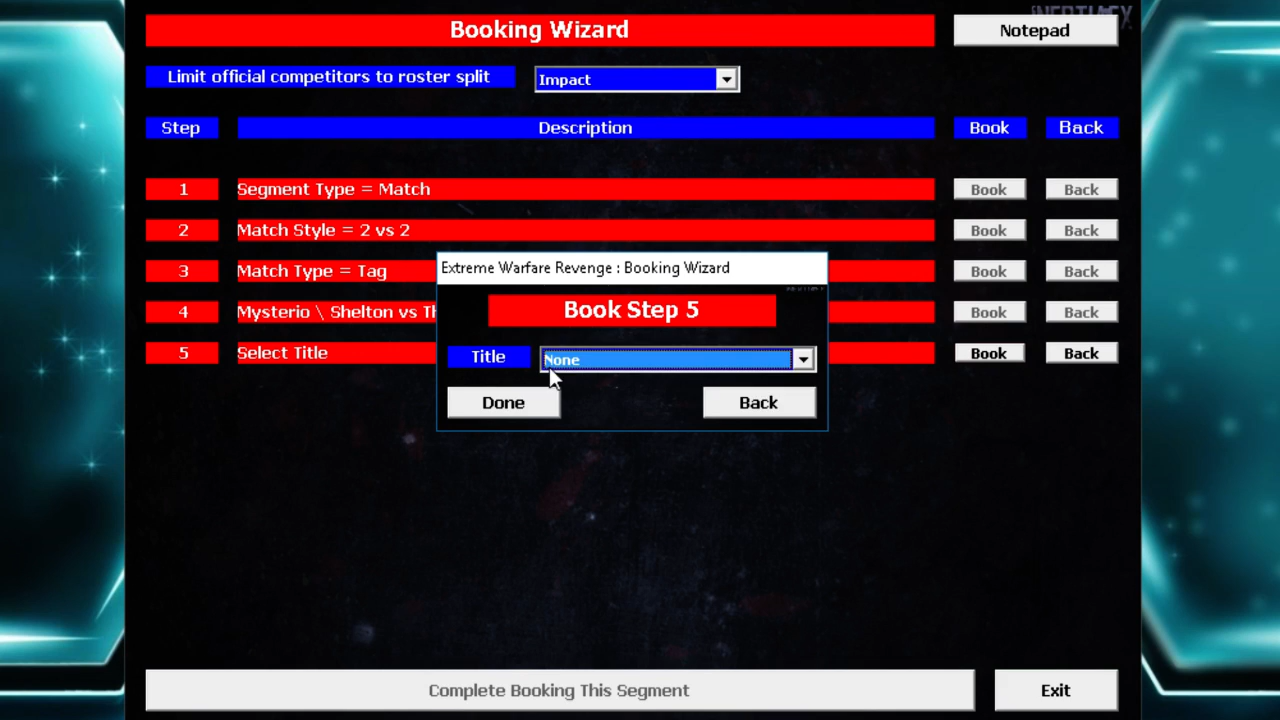 Booking Wizard
Notepad
Limit official competitors to roster split
Impact
Step
Description
Book
Back
1
Segment Type = Match
Book
Back
2
Match Style = 2 vs 2
Book
Back
3
Match Type = Tag
Book
Back
4
Mysterio \ Shelton vs
Book
Back
5
Select Title
Book
Back
Extreme Warfare Revenge : Booking Wizard
Book Step 5
Title
None
Done
Back
Complete Booking This Segment
Exit